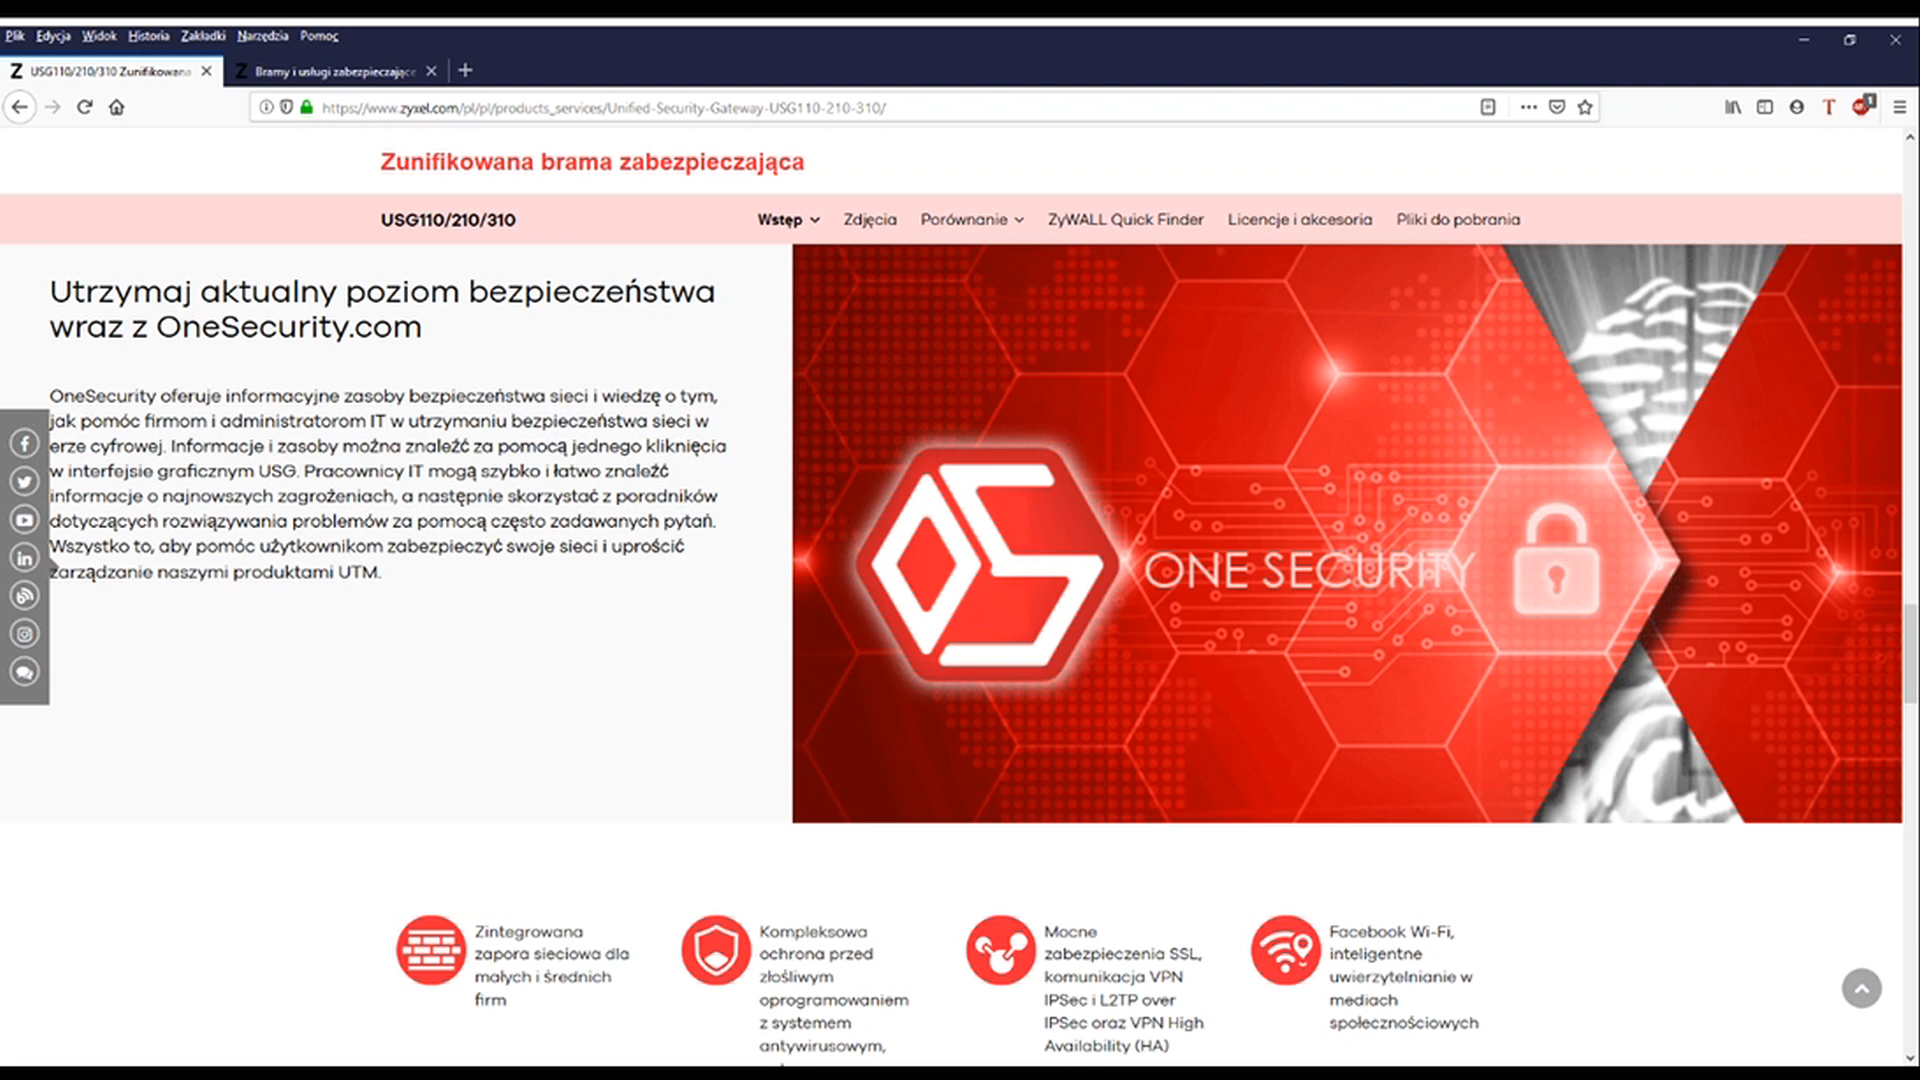 Plik Edycja Widok Historia Zakładki Narzędzia Pomoc
USG110/210/310 Zunifikowana
Bramy i usługi zabezpieczające
https://www.zyxel.com/pl/pl/products_services/Unified-Security-Gateway-USG110-210-310/
Zunifikowana brama zabezpieczająca
USG110/210/310
Wstęp Zdjęcia Porównanie ZyWALL Quick Finder Licencje i akcesoria Pliki do pobrania
Utrzymaj aktualny poziom bezpieczeństwa
wraz z OneSecurity.com
OneSecurity oferuje informacyjne zasoby bezpieczeństwa sieci i wiedzę o tym,
jak pomóc firmom i administratorom IT w utrzymaniu bezpieczeństwa sieci w
erze cyfrowej. Informacje i zasoby można znaleźć za pomocą jednego kliknięcia
w interfejsie graficznym USG. Pracownicy IT mogą szybko i łatwo znaleźć
informacje o najnowszych zagrożeniach, a następnie skorzystać z poradników
dotyczących rozwiązywania problemów za pomocą często zadawanych pytań.
Wszystko to, aby pomóc użytkownikom zabezpieczyć swoje sieci i uprościć
zarządzanie naszymi produktami UTM.
ONE SECURITY
Zintegrowana
zapora sieciowa dla
małych i średnich
firm
Kompleksowa
ochrona przed
złośliwym
oprogramowaniem
z systemem
antywirusowym,
Mocne
zabezpieczenia SSL,
komunikacja VPN
IPSec i L2TP over
IPSec oraz VPN High
Availability (HA)
Facebook Wi-Fi,
inteligentne
uwierzytelnianie w
mediach
społecznościowych